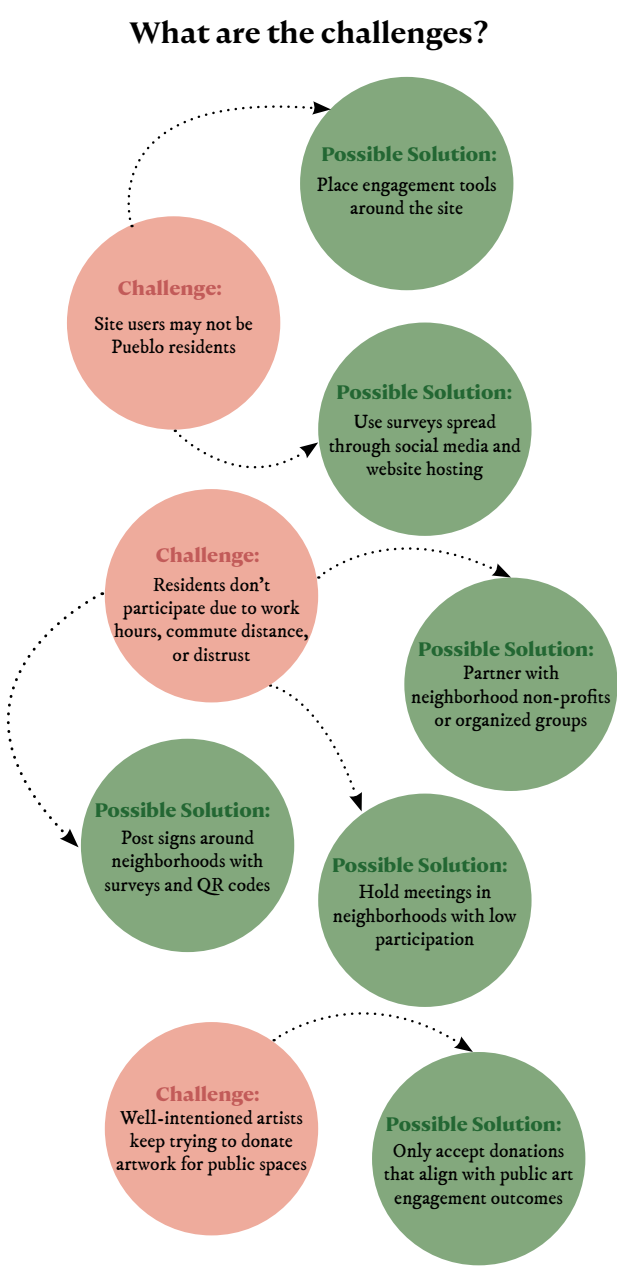 What are the challenges?
Possible Solution:
Place engagement tools
around the site
Challenge:
Site users may not be
Pueblo residents
Possible Solution:
Use surveys spread
through social media and
website hosting
Challenge:
Residents don't
participate due to work
hours, commute distance,
or distrust
Possible Solution:
Partner with
neighborhood non-profits
or organized groups
Possible Solution:
Post signs around
neighborhoods with
surveys and QR codes
Possible Solution:
Hold meetings in
neighborhoods with low
participation
Challenge:
Well-intentioned artists
keep trying to donate
artwork for public spaces
Possible Solution:
Only accept donations
that align with public art
engagement outcomes